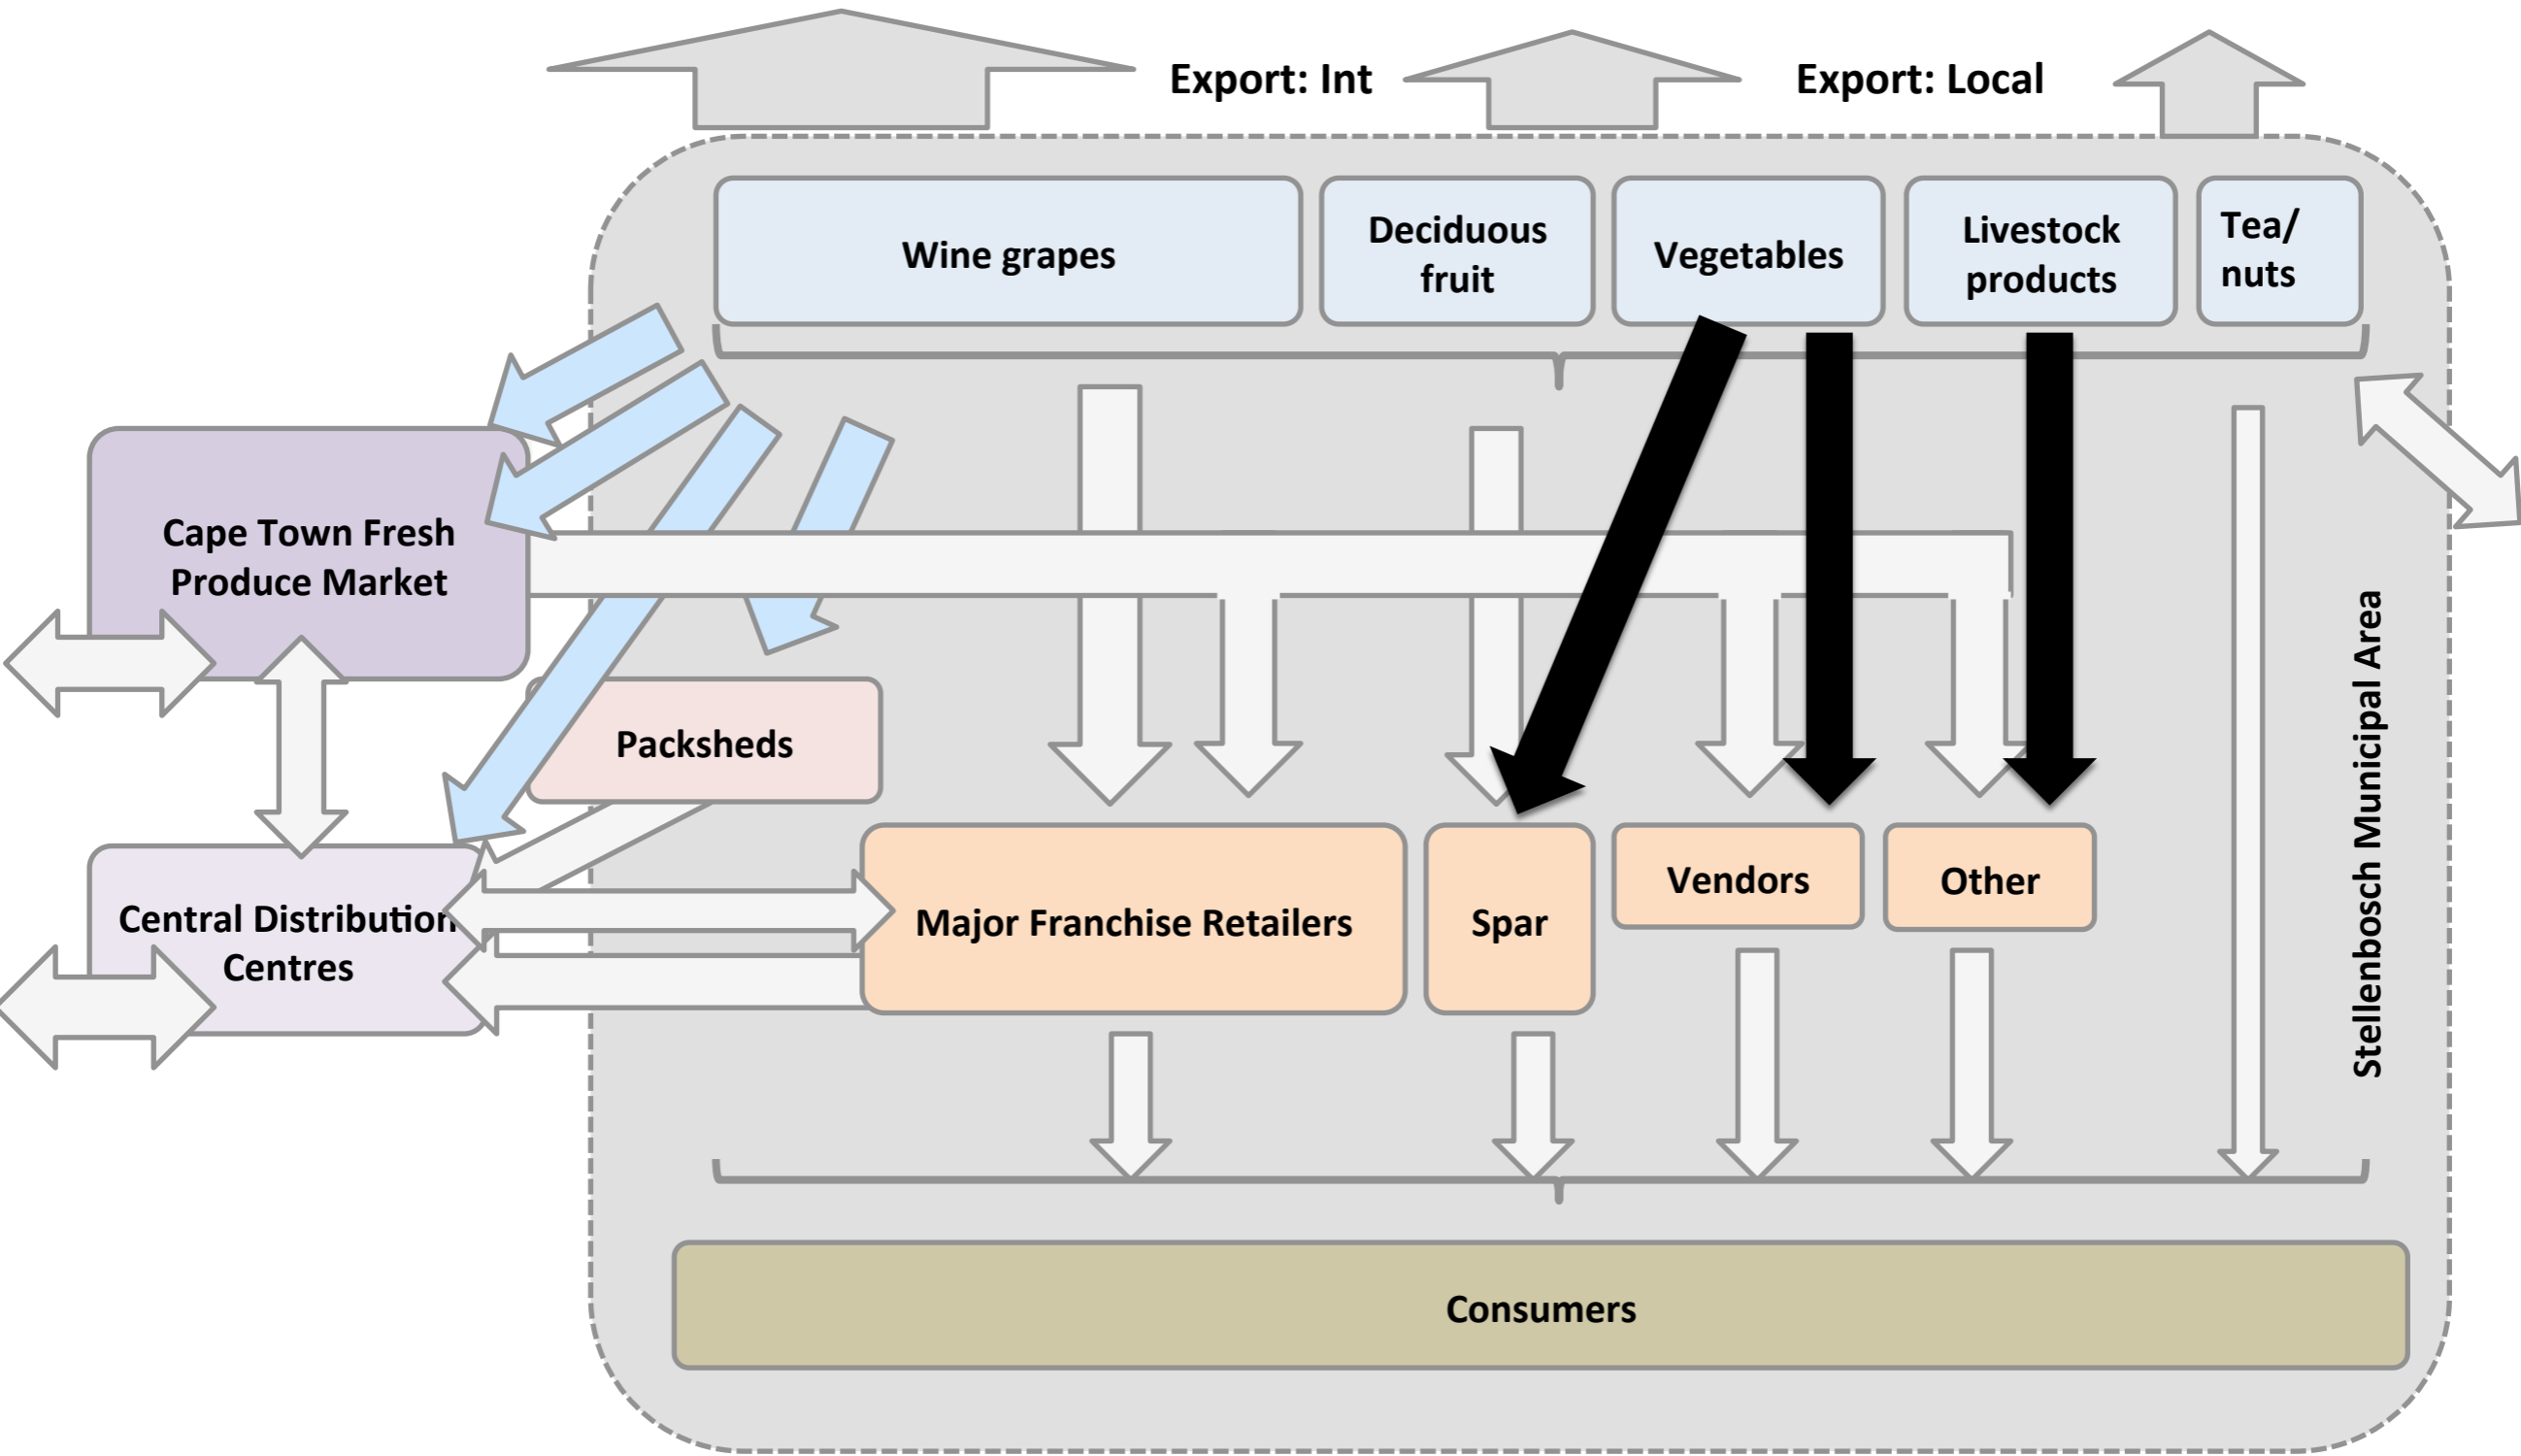 Export: Int
Export: Local
Wine grapes
Deciduous
fruit
Vegetables
Livestock
products
Tea/
nuts
Cape Town Fresh
Produce Market
Packsheds
Stellenbosch Municipal Area
Central Distribution
Centres
Major Franchise Retailers
Spar
Vendors
Other
Consumers